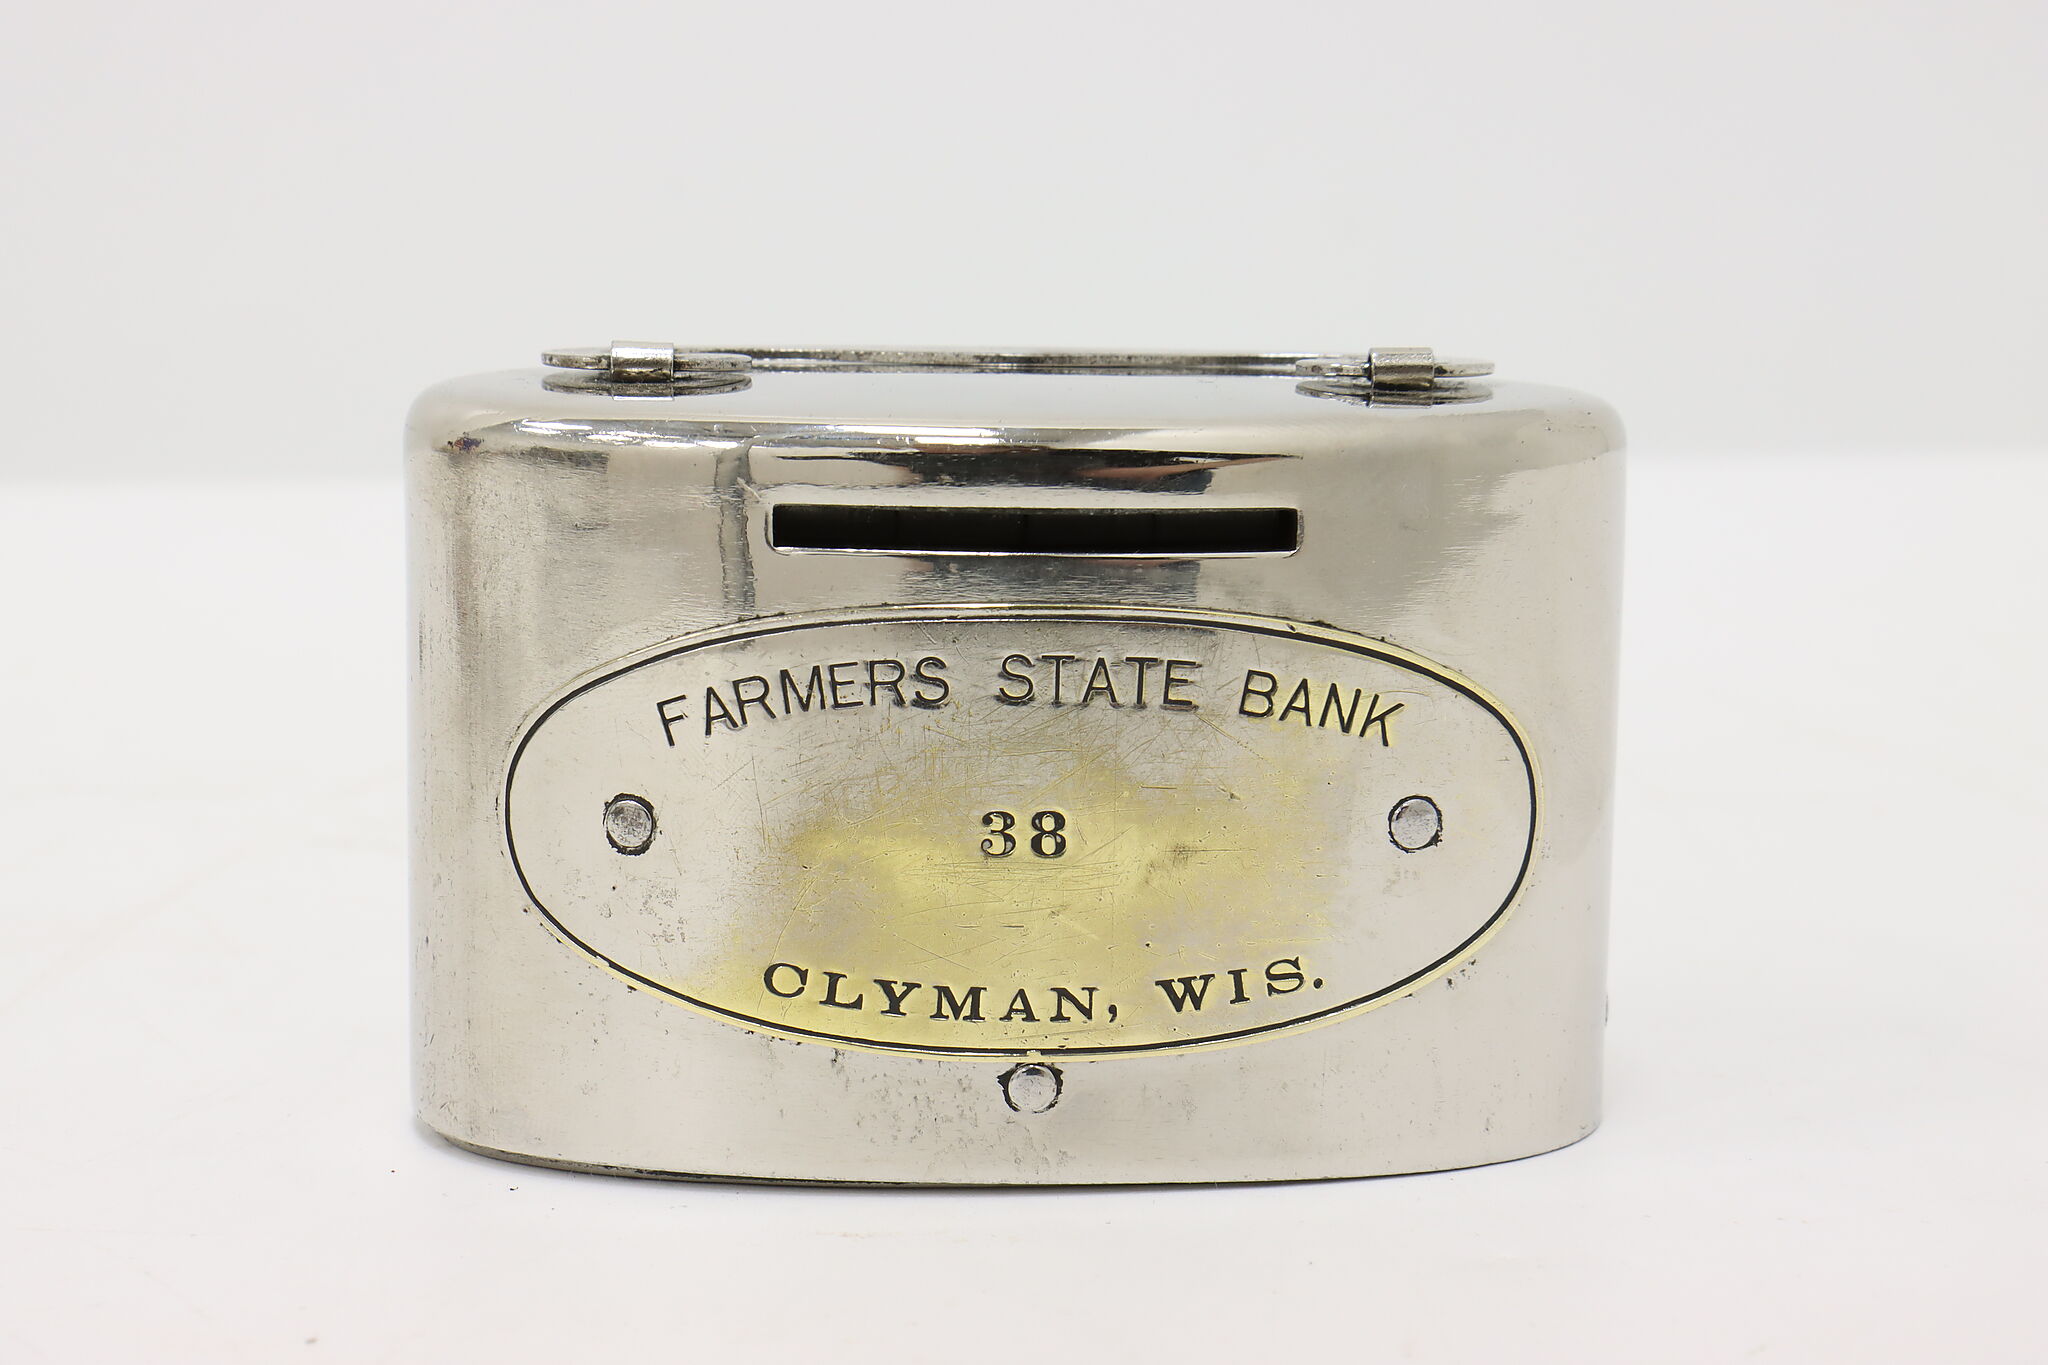 FARMERS STATE BANK
38
CLYMAN, WIS.